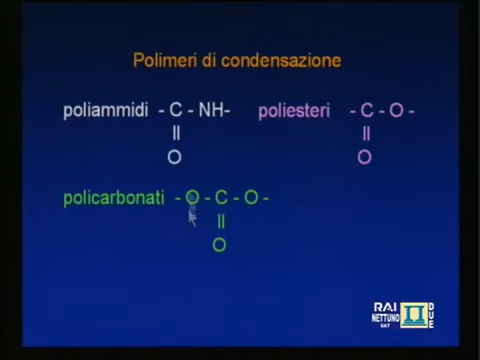 Polimeri di condensazione
poliammidi - C - NH-
||
O
poliesteri - C - O -
||
O
policarbonati - O - C - O -
||
O
RAI
NETTUNO
SAT
DUE